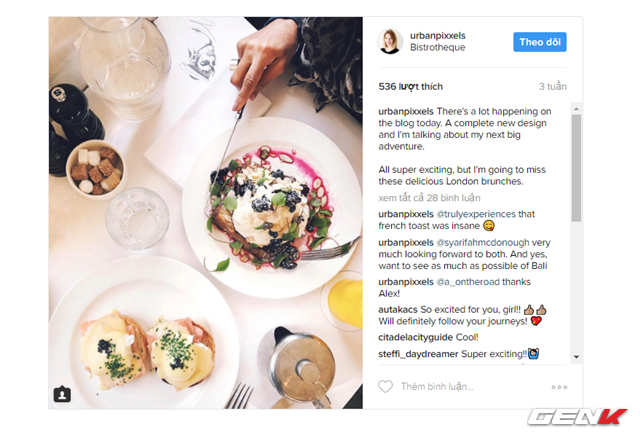 urbanpixxels
Bistrotheque
Theo dõi
536 lượt thích
3 tuần
urbanpixxels There's a lot happening on
the blog today. A complete new design
and I'm talking about my next big
adventure.
All super exciting, but I'm going to miss
these delicious London brunches.
xem tất cả 28 bình luận
urbanpixxels @trulyexperiences that
french toast was insane 😋
urbanpixxels @syarifahmcdonough very
much looking forward to both. And yes,
want to see as much as possible of Bali
urbanpixxels @a_ontheroad thanks
Alex!
autakacs So excited for you, girl!! 👍👍
Will definitely follow your journeys! ❤️
citadelacityguide Cool!
steffi_daydreamer Super exciting!!🙆
Thêm bình luận...
GENK